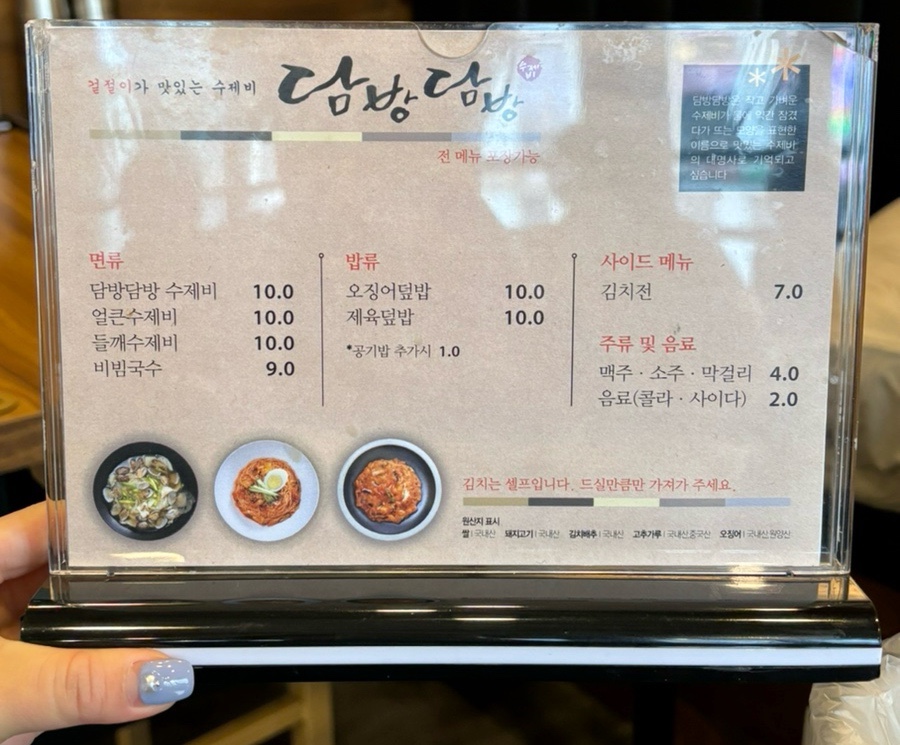 겉절이가 맛있는 수제비
담방담방
수제비
전 메뉴 포장가능
담방담방은 작고 가벼운
수제비가 물에 약간 잠겼
다가 뜨는 모양을 표현한
이름으로 맛있는 수제비
의 대명사로 기억되고
싶습니다
면류
담방담방 수제비 10.0
얼큰수제비 10.0
들깨수제비 10.0
비빔국수 9.0
밥류
오징어덮밥 10.0
제육덮밥 10.0
*공기밥 추가시 1.0
사이드 메뉴
김치전 7.0
주류 및 음료
맥주 · 소주 · 막걸리 4.0
음료(콜라 · 사이다) 2.0
김치는 셀프입니다. 드실만큼만 가져가 주세요.
원산지 표시
쌀 | 국내산 돼지고기 | 국내산 김치배추 | 국내산 고추가루 | 국내산중국산 오징어 | 국내산원양산